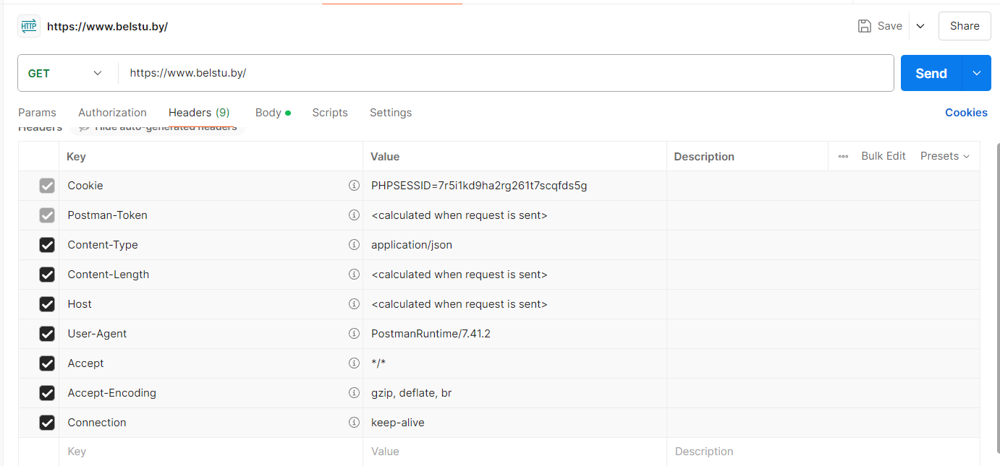 HTTP https://www.belstu.by/ Save Share
GET https://www.belstu.by/ Send
Params Authorization Headers (9) Body Scripts Settings Cookies
Headers Hide auto-generated headers
Key Value Description Bulk Edit Presets
Cookie PHPSESSID=7r5i1kd9ha2rg261t7scqfds5g
Postman-Token <calculated when request is sent>
Content-Type application/json
Content-Length <calculated when request is sent>
Host <calculated when request is sent>
User-Agent PostmanRuntime/7.41.2
Accept */*
Accept-Encoding gzip, deflate, br
Connection keep-alive
Key Value Description